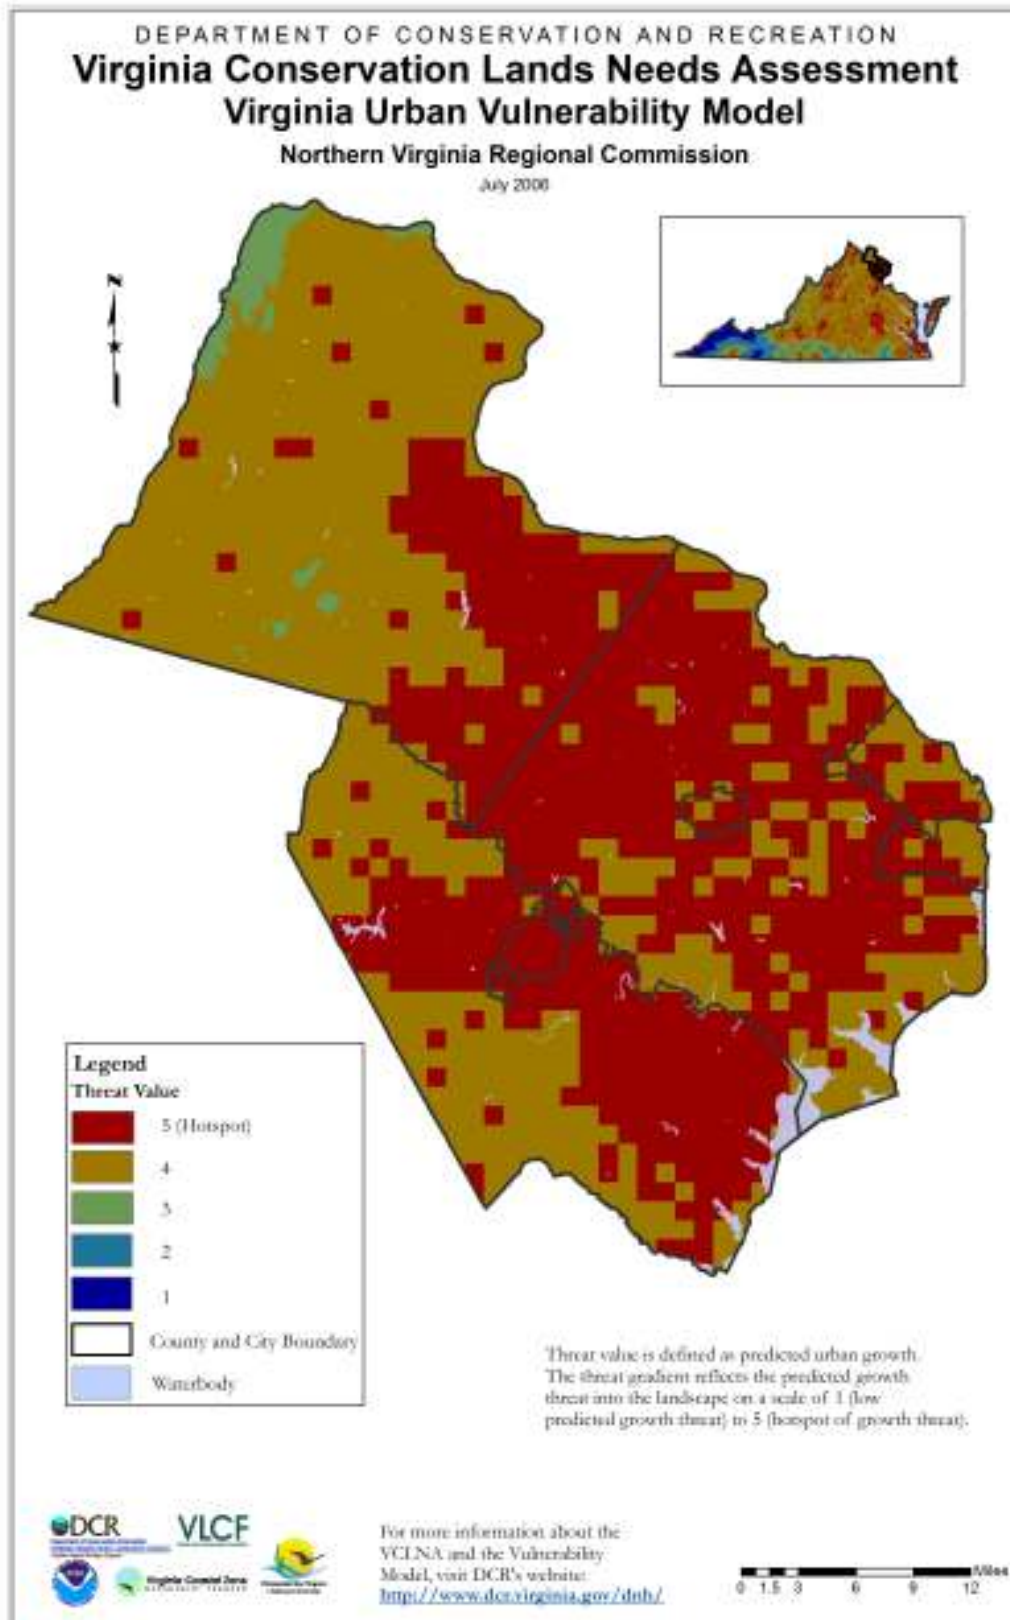 DEPARTMENT OF CONSERVATION AND RECREATION
Virginia Conservation Lands Needs Assessment
Virginia Urban Vulnerability Model
Northern Virginia Regional Commission
July 2006
N
Legend
Threat Value
5 (Hotspot)
4
3
2
1
County and City Boundary
Waterbody
Threat value is defined as predicted urban growth.
The threat gradient reflects the predicted growth
threat into the landscape on a scale of 1 (low
predicted growth threat) to 5 (hotspot of growth threat).
DCR
VLCF
Virginia Coastal Zone
For more information about the
VCLNA and the Vulnerability
Model, visit DCR's website:
http://www.dcr.virginia.gov/dnh/
Miles
0 1.5 3 6 9 12